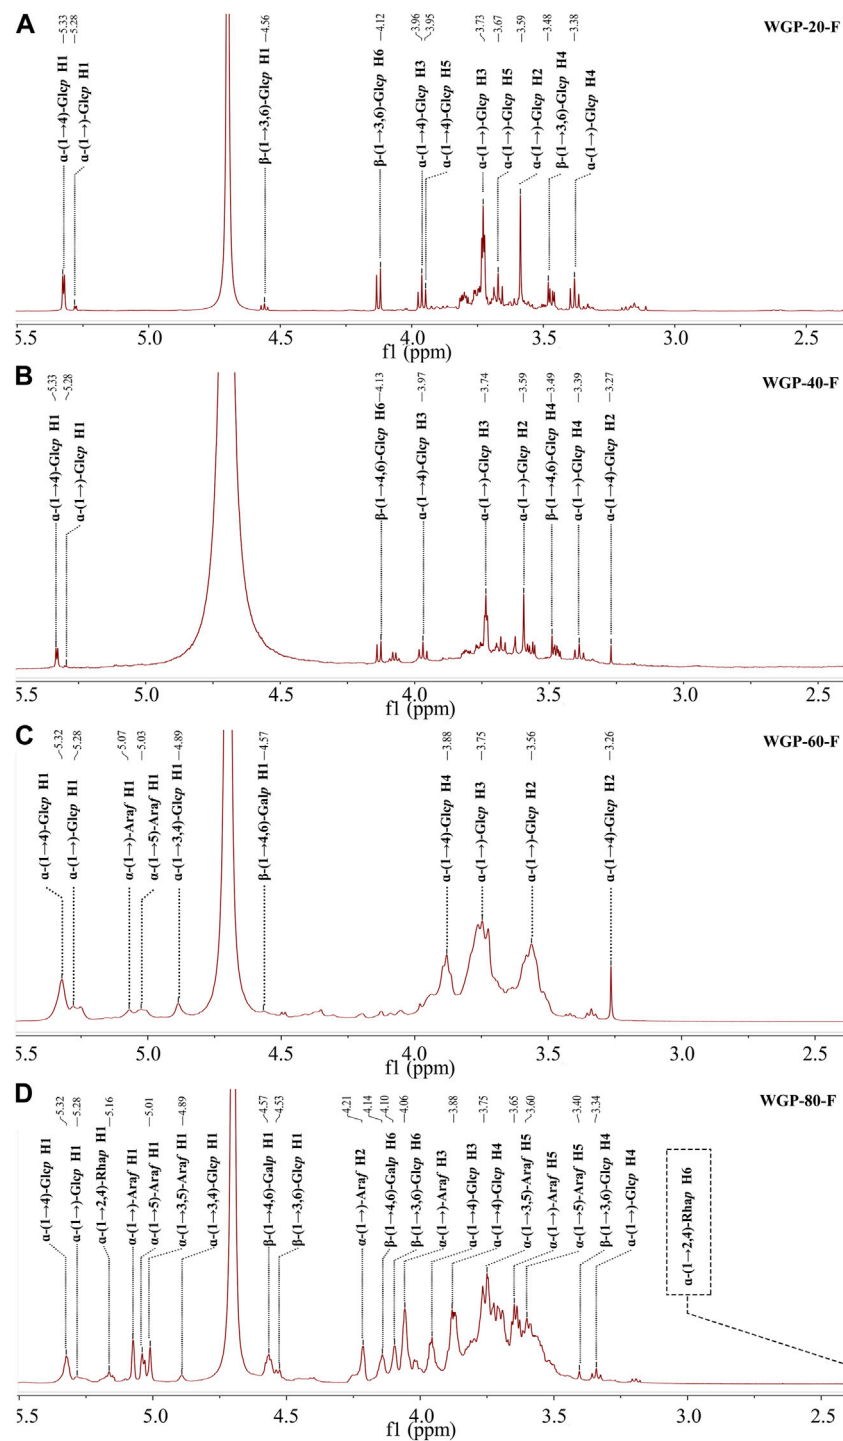 A
5.33
5.28
4.56
4.12
3.96
3.95
3.73
3.67
3.59
3.48
3.38
WGP-20-F
α-(1→4)-Glcp H1
α-(1→)-Glcp H1
β-(1→3,6)-Glcp H1
β-(1→3,6)-Glcp H6
α-(1→4)-Glcp H3
α-(1→4)-Glcp H5
α-(1→)-Glcp H3
α-(1→)-Glcp H5
α-(1→)-Glcp H2
β-(1→3,6)-Glcp H4
α-(1→)-Glcp H4
5.5 5.0 4.5 4.0 3.5 3.0 2.5
f1 (ppm)
B
5.33
5.28
4.13
3.97
3.74
3.59
3.49
3.39
3.27
WGP-40-F
α-(1→4)-Glcp H1
α-(1→)-Glcp H1
β-(1→4,6)-Glcp H6
α-(1→4)-Glcp H3
α-(1→)-Glcp H3
α-(1→)-Glcp H2
β-(1→4,6)-Glcp H4
α-(1→)-Glcp H4
α-(1→4)-Glcp H2
5.5 5.0 4.5 4.0 3.5 3.0 2.5
f1 (ppm)
C
5.32
5.28
5.07
5.03
4.89
4.57
3.88
3.75
3.56
3.26
WGP-60-F
α-(1→4)-Glcp H1
α-(1→)-Glcp H1
α-(1→)-Araf H1
α-(1→5)-Araf H1
α-(1→3,4)-Glcp H1
β-(1→4,6)-Galp H1
α-(1→4)-Glcp H4
α-(1→)-Glcp H3
α-(1→)-Glcp H2
α-(1→4)-Glcp H2
5.5 5.0 4.5 4.0 3.5 3.0 2.5
f1 (ppm)
D
5.32
5.28
5.16
5.01
4.89
4.57
4.53
4.21
4.14
4.10
4.06
3.88
3.75
3.65
3.60
3.40
3.34
WGP-80-F
α-(1→4)-Glcp H1
α-(1→)-Glcp H1
α-(1→2,4)-Rhap H1
α-(1→)-Araf H1
α-(1→5)-Araf H1
α-(1→3,5)-Araf H1
α-(1→3,4)-Glcp H1
β-(1→4,6)-Galp H1
β-(1→3,6)-Glcp H1
α-(1→)-Araf H2
β-(1→4,6)-Galp H6
β-(1→3,6)-Glcp H6
α-(1→)-Araf H3
α-(1→4)-Glcp H3
α-(1→4)-Glcp H4
α-(1→3,5)-Araf H5
α-(1→)-Araf H5
α-(1→5)-Araf H5
β-(1→3,6)-Glcp H4
α-(1→)-Glcp H4
α-(1→2,4)-Rhap H6
5.5 5.0 4.5 4.0 3.5 3.0 2.5
f1 (ppm)